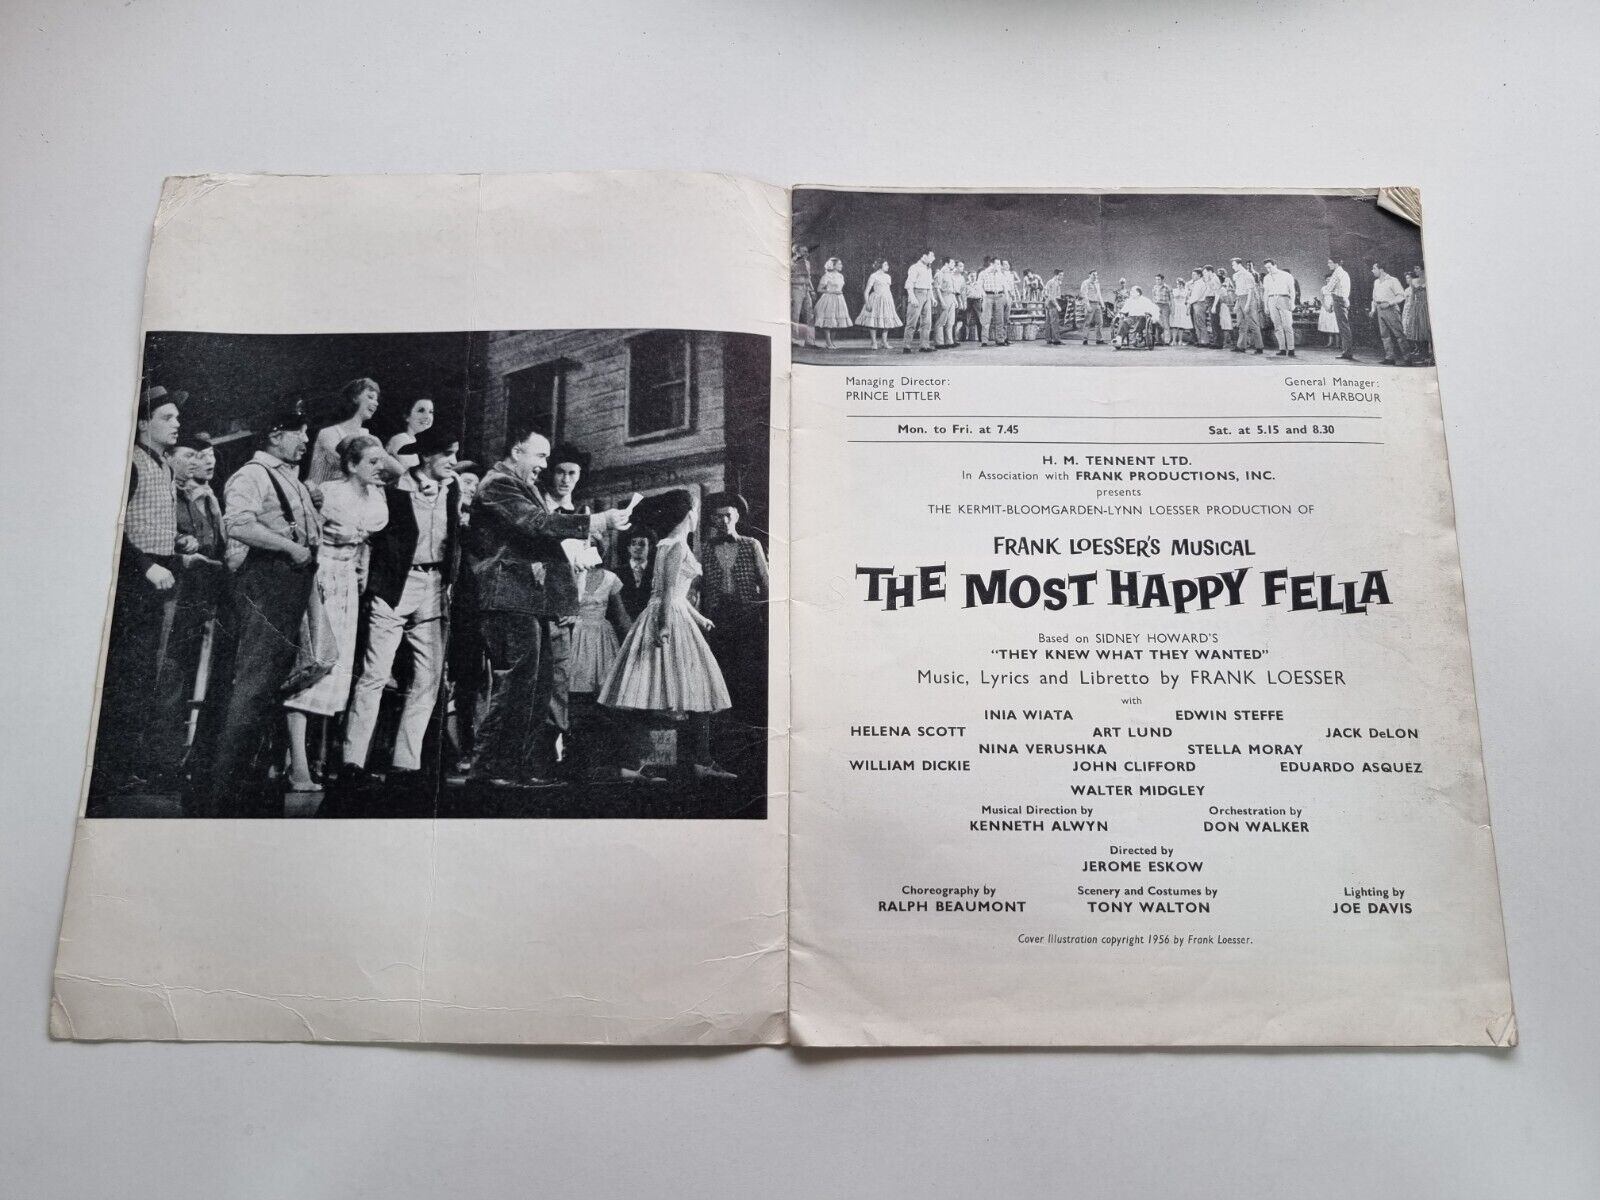 Managing Director:
PRINCE LITTLER
General Manager:
SAM HARBOUR
Mon. to Fri. at 7.45
Sat. at 5.15 and 8.30
H. M. TENNENT LTD.
In Association with FRANK PRODUCTIONS, INC.
presents
THE KERMIT-BLOOMGARDEN-LYNN LOESSER PRODUCTION OF
FRANK LOESSER'S MUSICAL
THE MOST HAPPY FELLA
Based on SIDNEY HOWARD'S
"THEY KNEW WHAT THEY WANTED"
Music, Lyrics and Libretto by FRANK LOESSER
with
INIA WIATA EDWIN STEFFE
HELENA SCOTT ART LUND JACK DeLON
NINA VERUSHKA STELLA MORAY
WILLIAM DICKIE JOHN CLIFFORD EDUARDO ASQUEZ
WALTER MIDGLEY
Musical Direction by
KENNETH ALWYN
Orchestration by
DON WALKER
Directed by
JEROME ESKOW
Choreography by
RALPH BEAUMONT
Scenery and Costumes by
TONY WALTON
Lighting by
JOE DAVIS
Cover Illustration copyright 1956 by Frank Loesser.